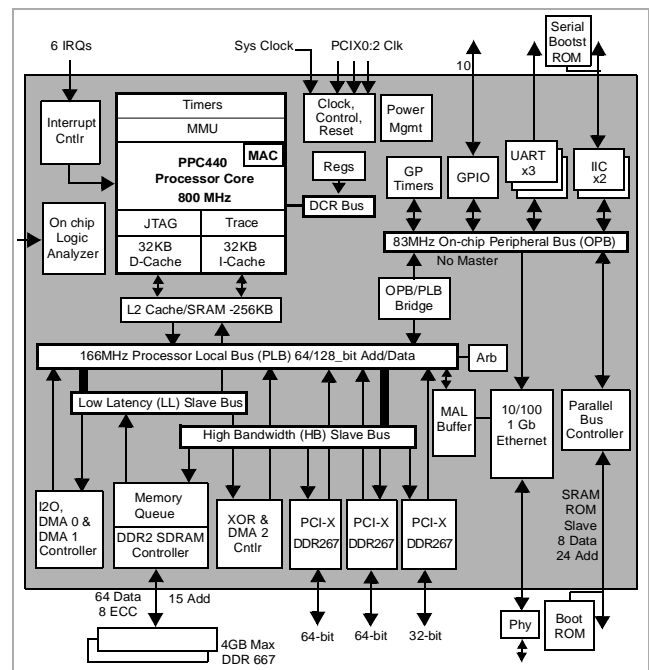 6 IRQs
Sys Clock
PCIX0:2 Clk
10
Serial
Bootst
ROM
Interrupt
Cntlr
Timers
MMU
MAC
PPC440
Processor Core
800 MHz
JTAG
Trace
32KB
D-Cache
32KB
I-Cache
Clock,
Control,
Reset
Power
Mgmt
Regs
DCR Bus
GP
Timers
GPIO
UART
x3
IIC
x2
On chip
Logic
Analyzer
83MHz On-chip Peripheral Bus (OPB)
No Master
OPB/PLB
Bridge
L2 Cache/SRAM -256KB
166MHz Processor Local Bus (PLB) 64/128_bit Add/Data
Arb
Low Latency (LL) Slave Bus
High Bandwidth (HB) Slave Bus
MAL
Buffer
10/100
1 Gb
Ethernet
Parallel
Bus
Controller
I2O,
DMA 0 &
DMA 1
Controller
Memory
Queue
DDR2 SDRAM
Controller
XOR &
DMA 2
Cntlr
PCI-X
DDR267
PCI-X
DDR267
PCI-X
DDR267
SRAM
ROM
Slave
8 Data
24 Add
64 Data
8 ECC
15 Add
4GB Max
DDR 667
64-bit
64-bit
32-bit
Phy
Boot
ROM